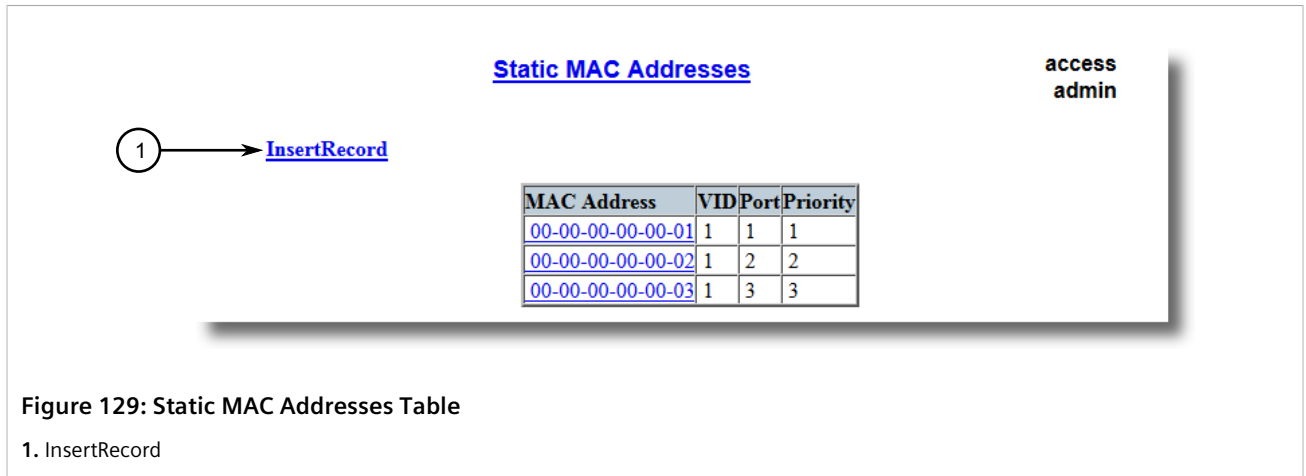 Static MAC Addresses
access
admin
1
InsertRecord
MAC Address VID Port Priority
00-00-00-00-00-01 1 1 1
00-00-00-00-00-02 1 2 2
00-00-00-00-00-03 1 3 3
Figure 129: Static MAC Addresses Table
1. InsertRecord